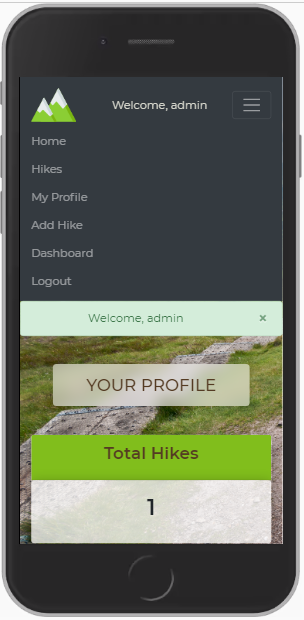 Welcome, admin
Home
Hikes
My Profile
Add Hike
Dashboard
Logout
Welcome, admin ×
YOUR PROFILE
Total Hikes
1